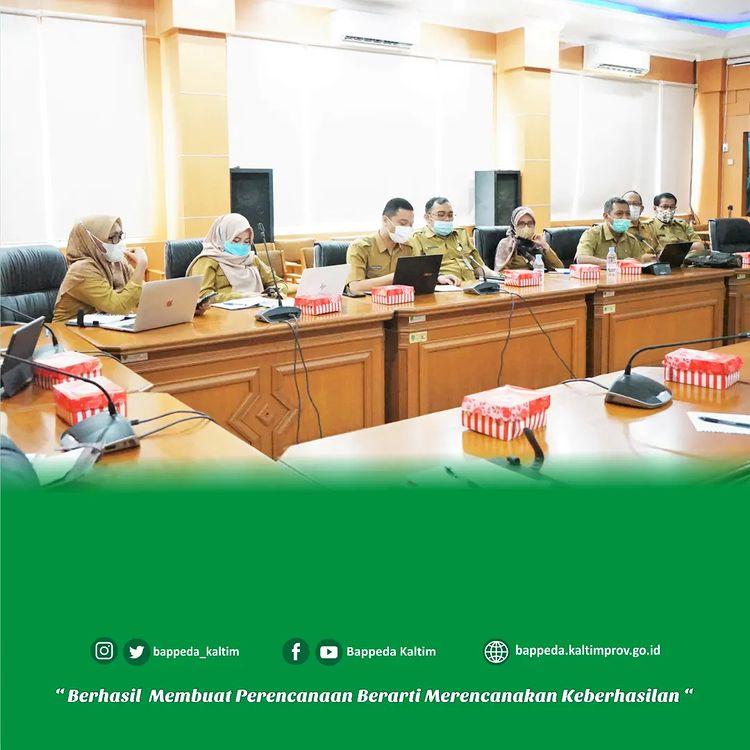 bappeda_kaltim
Bappeda Kaltim
bappeda.kaltimprov.go.id
“ Berhasil Membuat Perencanaan Berarti Merencanakan Keberhasilan “